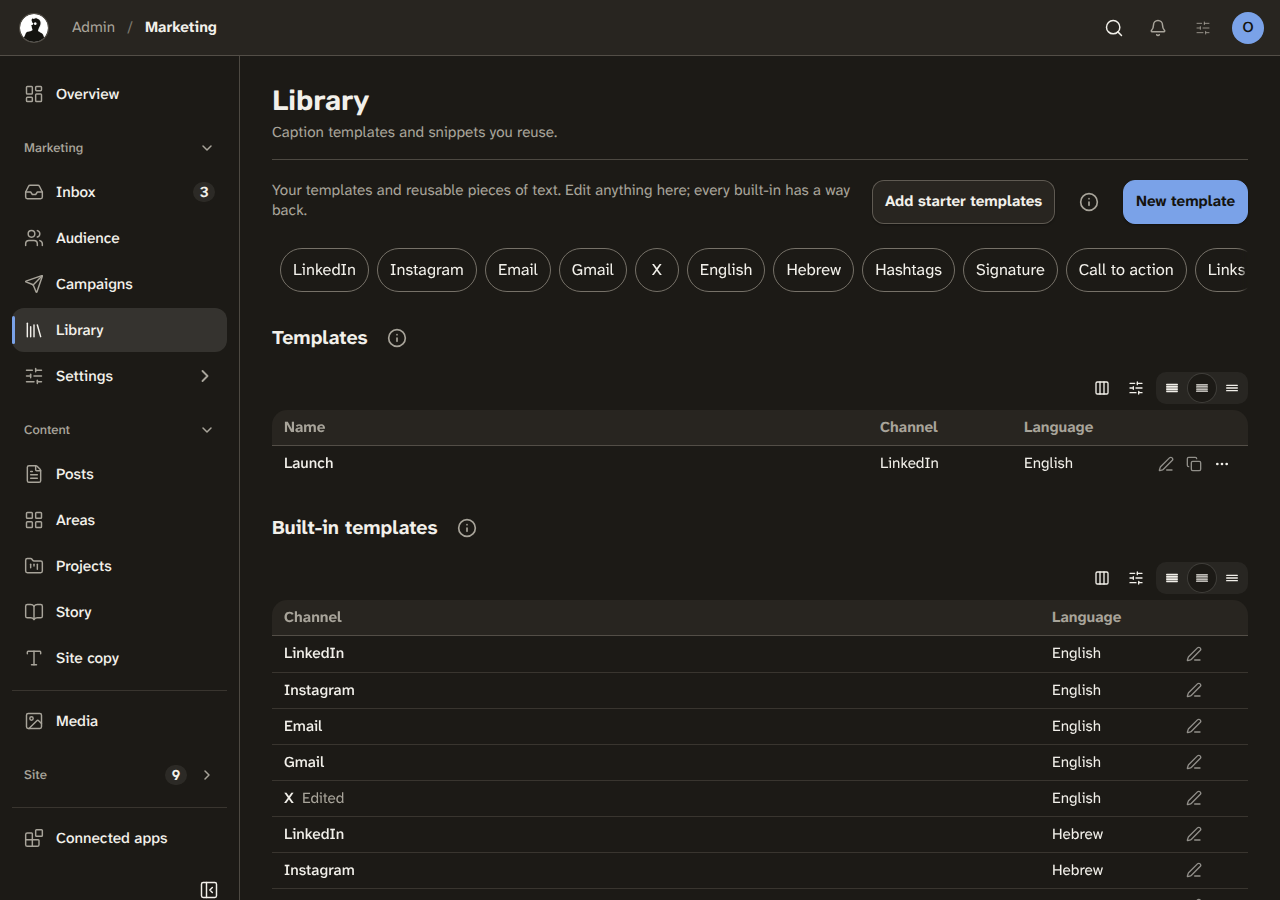 Admin / Marketing
O
Overview
Marketing
Inbox 3
Audience
Campaigns
Library
Settings
Content
Posts
Areas
Projects
Story
Site copy
Media
Site 9
Connected apps
Library
Caption templates and snippets you reuse.
Your templates and reusable pieces of text. Edit anything here; every built-in has a way
back.
Add starter templates
New template
LinkedIn Instagram Email Gmail X English Hebrew Hashtags Signature Call to action Links
Templates
Name Channel Language
Launch LinkedIn English
Built-in templates
Channel Language
LinkedIn English
Instagram English
Email English
Gmail English
X Edited English
LinkedIn Hebrew
Instagram Hebrew